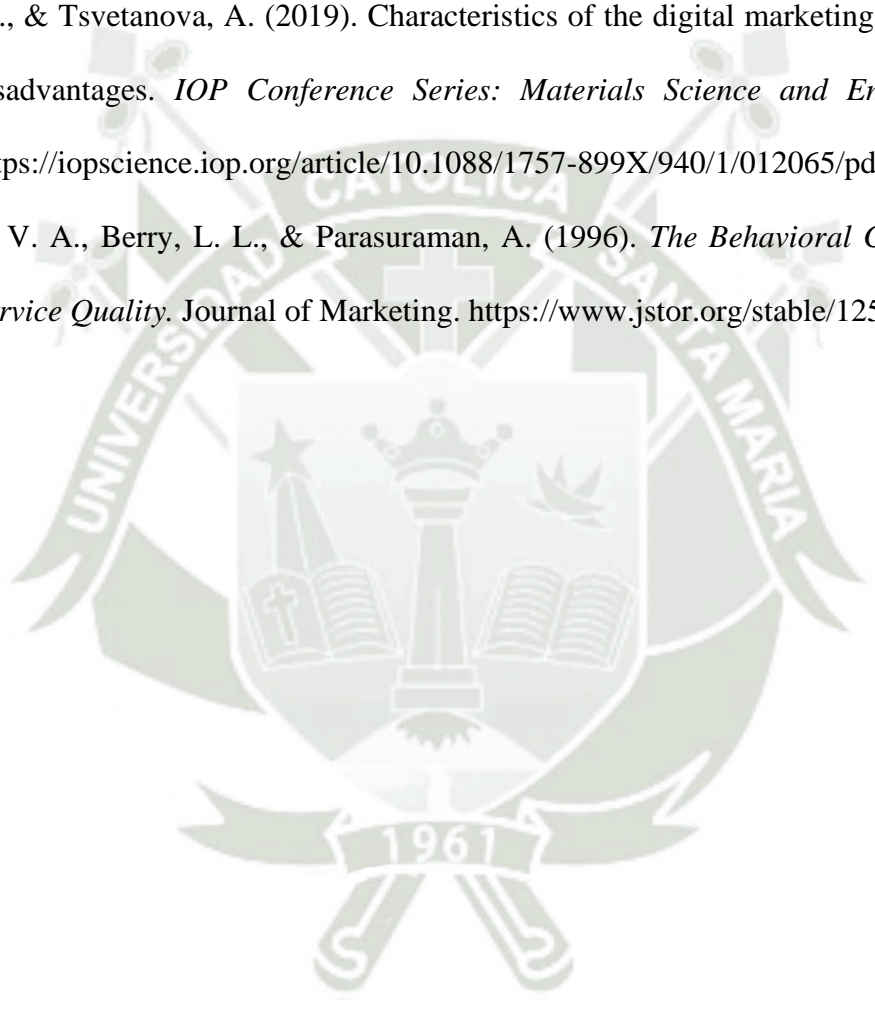 ., & Tsvetanova, A. (2019). Characteristics of the digital marketing
sadvantages. IOP Conference Series: Materials Science and En
tps://iopscience.iop.org/article/10.1088/1757-899X/940/1/012065/pd
V. A., Berry, L. L., & Parasuraman, A. (1996). The Behavioral
rvice Quality. Journal of Marketing. https://www.jstor.org/stable/125
UNIVERSIDAD CATOLICA SANTA MARIA
1961